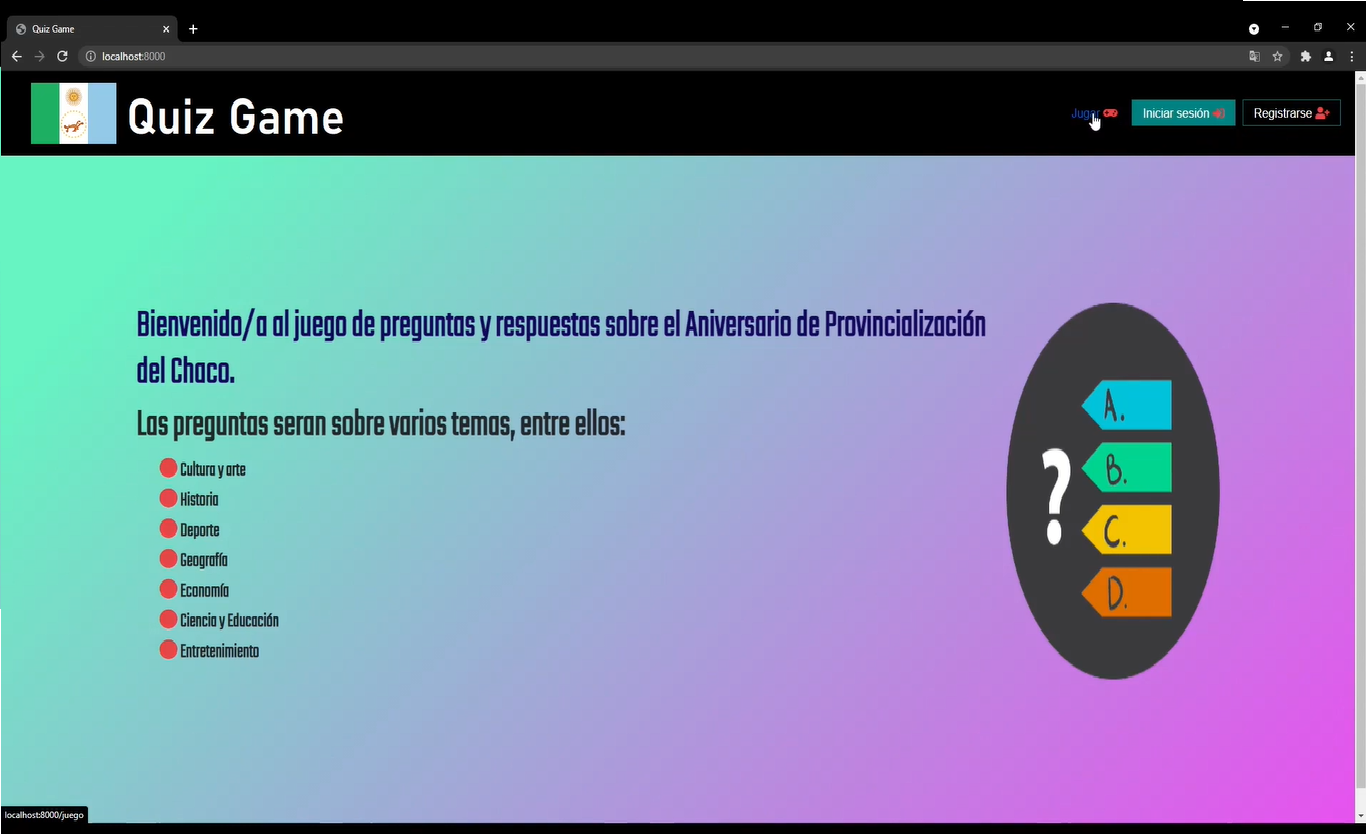 Quiz Game
localhost:8000
Quiz Game
Jugar
Iniciar sesión
Registrarse
Bienvenido/a al juego de preguntas y respuestas sobre el Aniversario de Provincialización
del Chaco.
Las preguntas seran sobre varios temas, entre ellos:
Cultura y arte
Historia
Deporte
Geografía
Economía
Ciencia y Educación
Entretenimiento
?
A.
B.
C.
D.
localhost:8000/juego